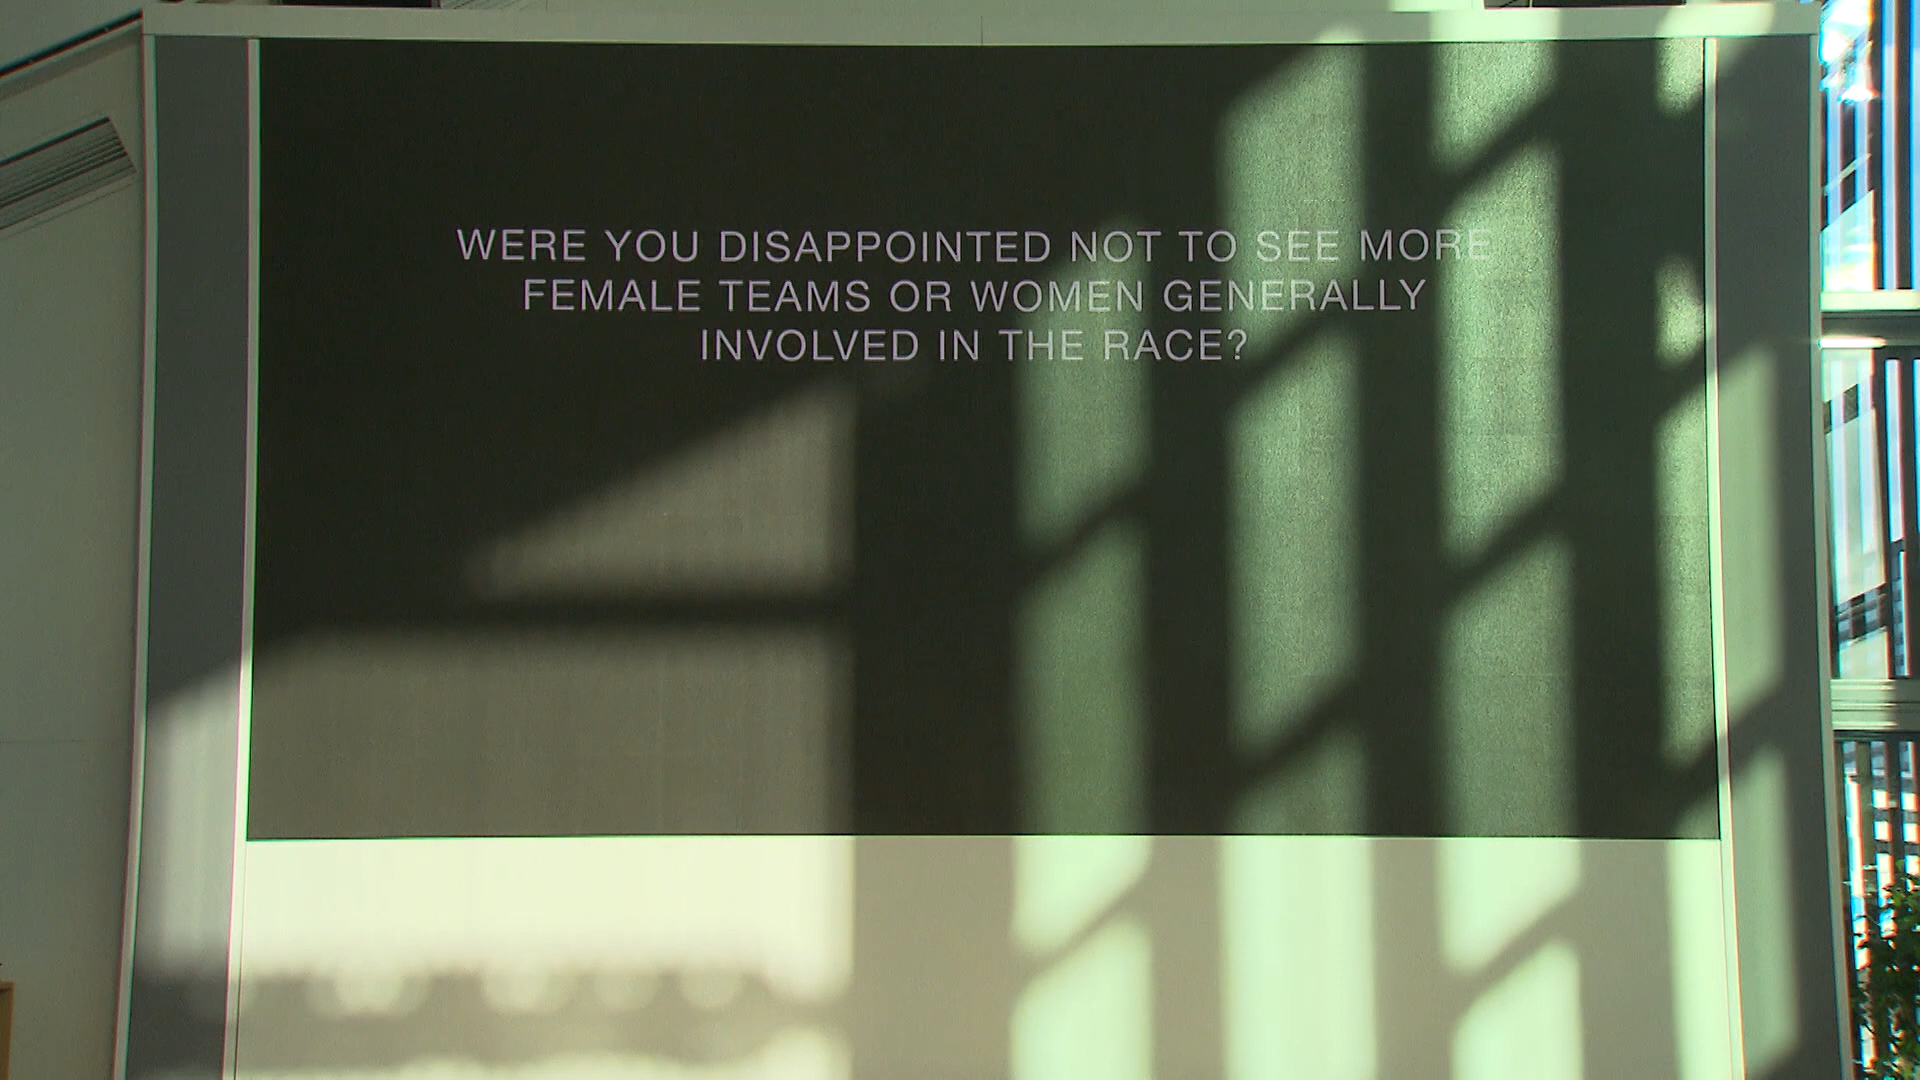 WERE YOU DISAPPOINTED NOT TO SEE MORE
FEMALE TEAMS OR WOMEN GENERALLY
INVOLVED IN THE RACE?